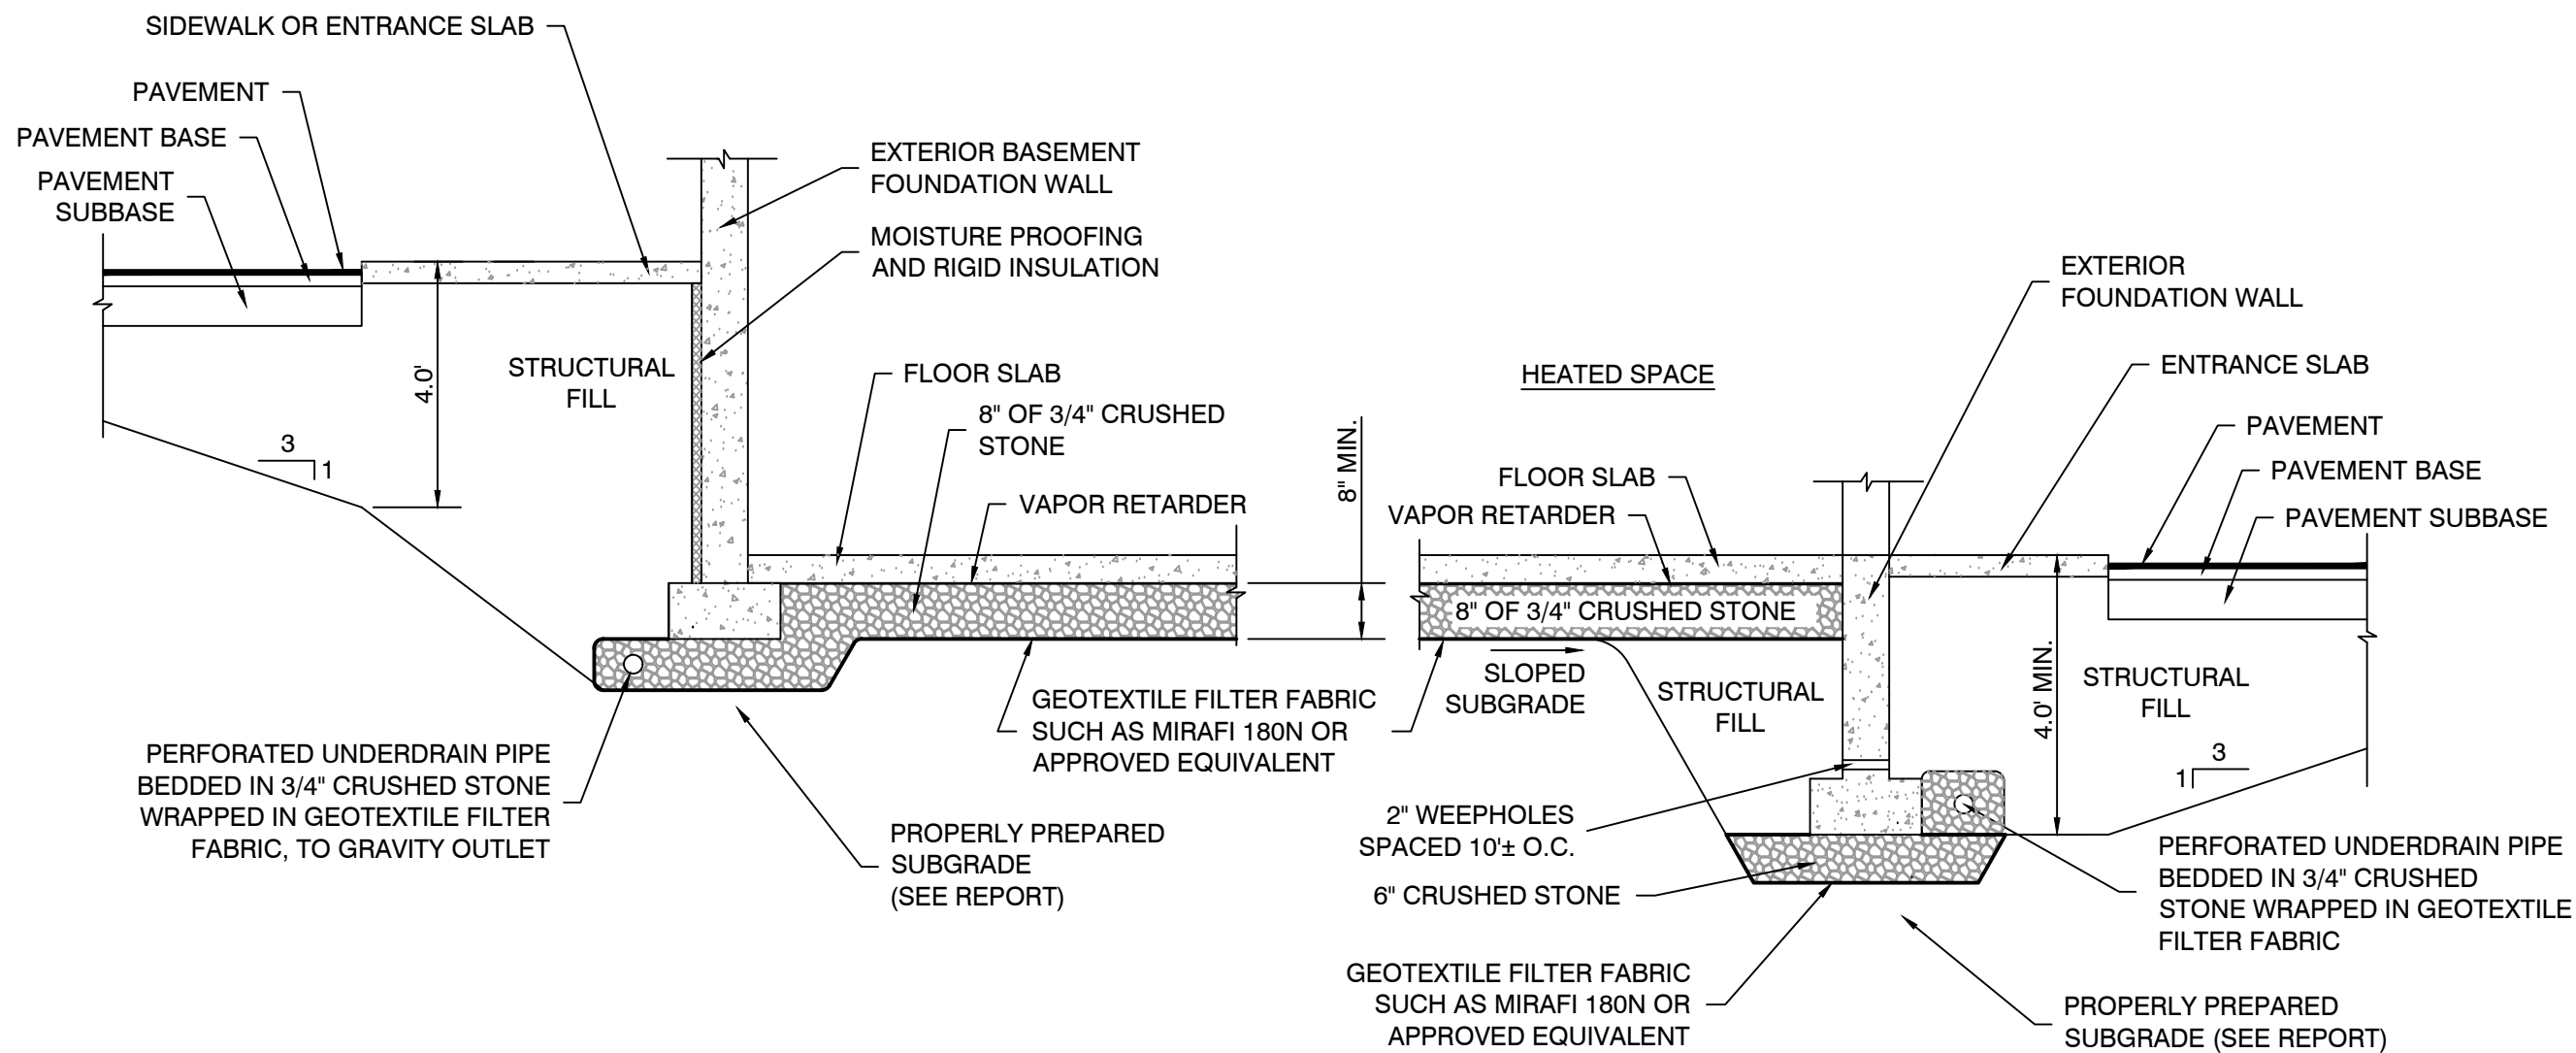 SIDEWALK OR ENTRANCE SLAB
PAVEMENT
PAVEMENT BASE
PAVEMENT
SUBBASE
EXTERIOR BASEMENT
FOUNDATION WALL
MOISTURE PROOFING
AND RIGID INSULATION
4.0'
STRUCTURAL
FILL
3
1
FLOOR SLAB
8" OF 3/4" CRUSHED
STONE
VAPOR RETARDER
8" MIN.
GEOTEXTILE FILTER FABRIC
SUCH AS MIRAFI 180N OR
APPROVED EQUIVALENT
PERFORATED UNDERDRAIN PIPE
BEDDED IN 3/4" CRUSHED STONE
WRAPPED IN GEOTEXTILE FILTER
FABRIC, TO GRAVITY OUTLET
PROPERLY PREPARED
SUBGRADE
(SEE REPORT)
HEATED SPACE
EXTERIOR
FOUNDATION WALL
ENTRANCE SLAB
PAVEMENT
PAVEMENT BASE
PAVEMENT SUBBASE
FLOOR SLAB
VAPOR RETARDER
8" OF 3/4" CRUSHED STONE
SLOPED
SUBGRADE
STRUCTURAL
FILL
4.0' MIN.
STRUCTURAL
FILL
3
1
2" WEEPHOLES
SPACED 10'± O.C.
6" CRUSHED STONE
GEOTEXTILE FILTER FABRIC
SUCH AS MIRAFI 180N OR
APPROVED EQUIVALENT
PERFORATED UNDERDRAIN PIPE
BEDDED IN 3/4" CRUSHED
STONE WRAPPED IN GEOTEXTILE
FILTER FABRIC
PROPERLY PREPARED
SUBGRADE (SEE REPORT)